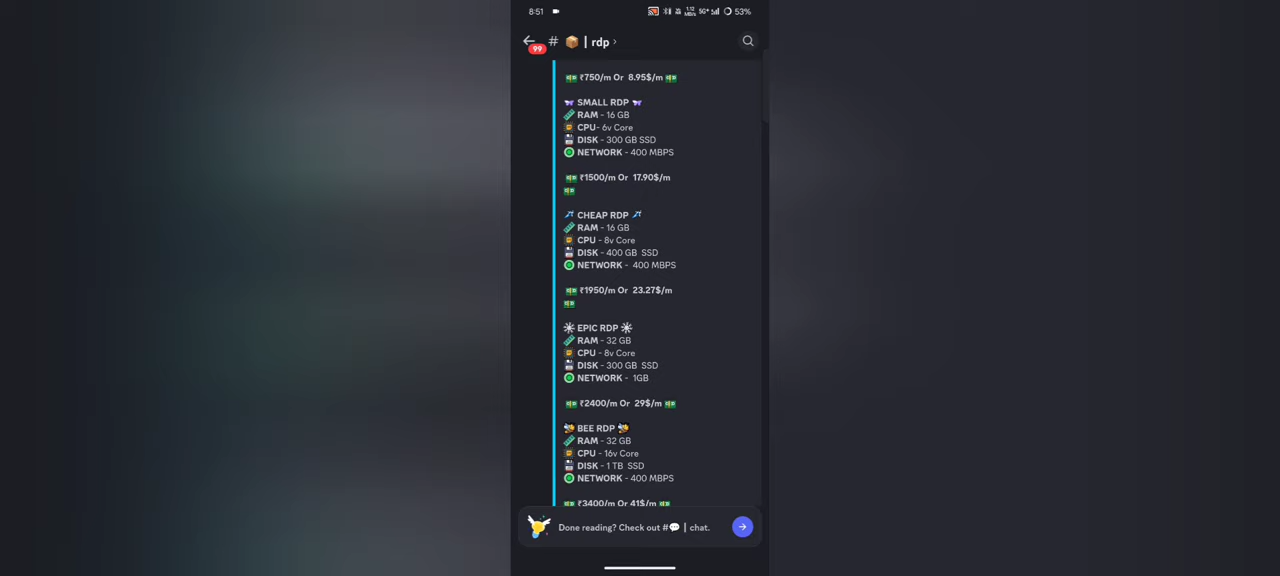 8:51
1.12 MB/s 5G+ 53%
99
# | rdp ›
₹750/m Or 8.95$/m
SMALL RDP
RAM - 16 GB
CPU- 6v Core
DISK - 300 GB SSD
NETWORK - 400 MBPS
₹1500/m Or 17.90$/m
CHEAP RDP
RAM - 16 GB
CPU - 8v Core
DISK - 400 GB SSD
NETWORK - 400 MBPS
₹1950/m Or 23.27$/m
EPIC RDP
RAM - 32 GB
CPU - 8v Core
DISK - 300 GB SSD
NETWORK - 1GB
₹2400/m Or 29$/m
BEE RDP
RAM - 32 GB
CPU - 16v Core
DISK - 1 TB SSD
NETWORK - 400 MBPS
₹3400/m Or 41$/m
Done reading? Check out # | chat.